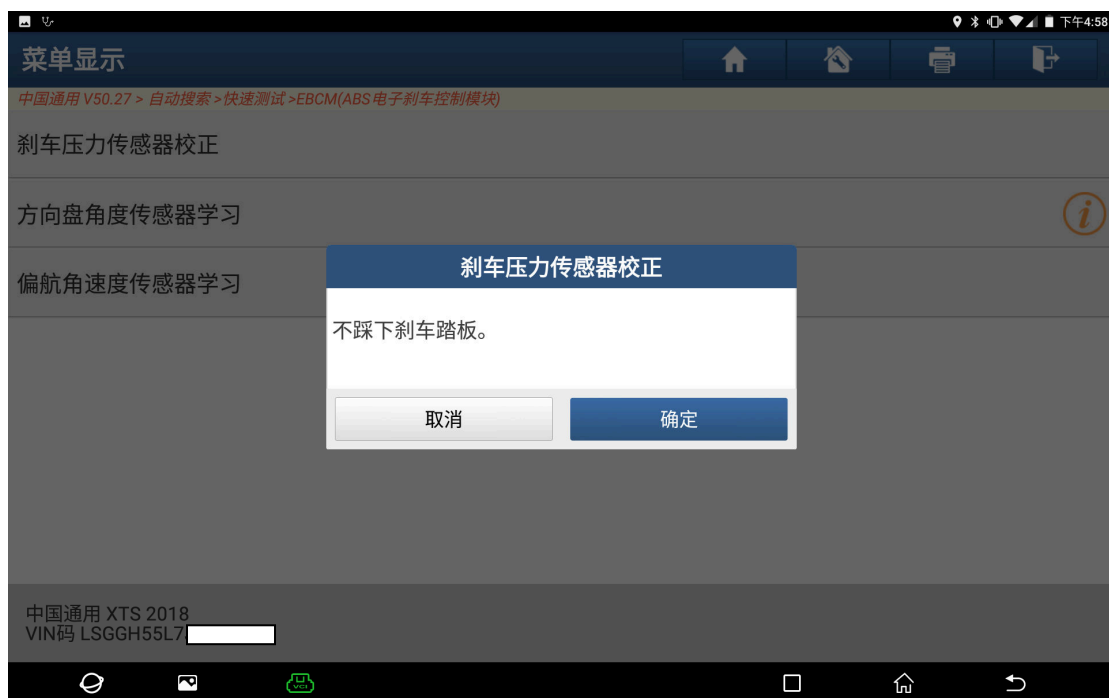 下午4:58
菜单显示
中国通用 V50.27 > 自动搜索 >快速测试 >EBCM(ABS电子刹车控制模块)
刹车压力传感器校正
方向盘角度传感器学习
i
偏航角速度传感器学习
刹车压力传感器校正
不踩下刹车踏板。
取消
确定
中国通用 XTS 2018
VIN码 LSGGH55L7
VCI